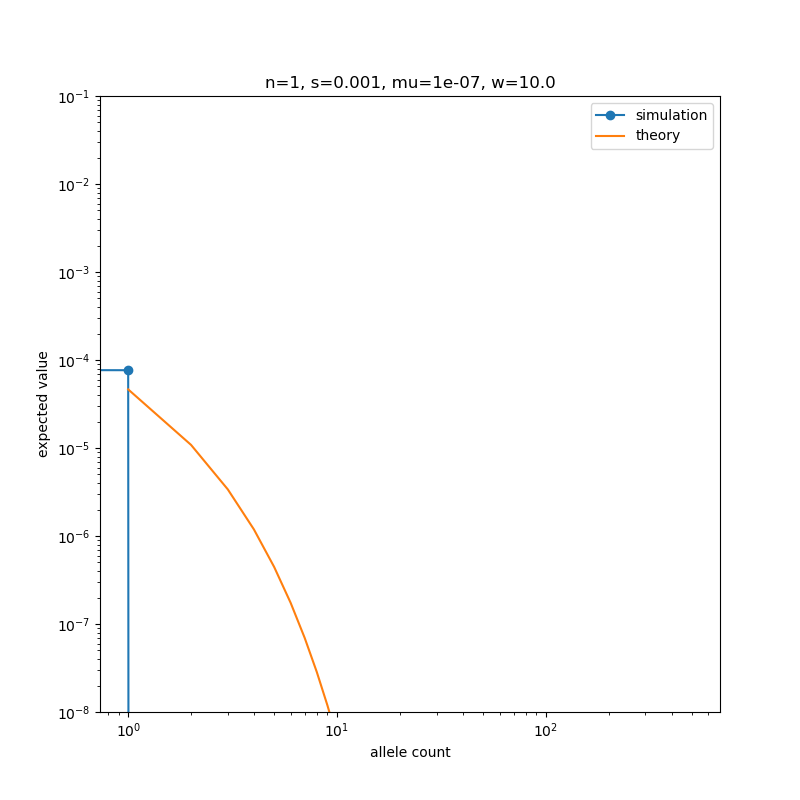 n=1, s=0.001, mu=1e-07, w=10.0
simulation
theory
10⁻¹
10⁻²
10⁻³
10⁻⁴
10⁻⁵
10⁻⁶
10⁻⁷
10⁻⁸
expected value
10⁰ 10¹ 10²
allele count